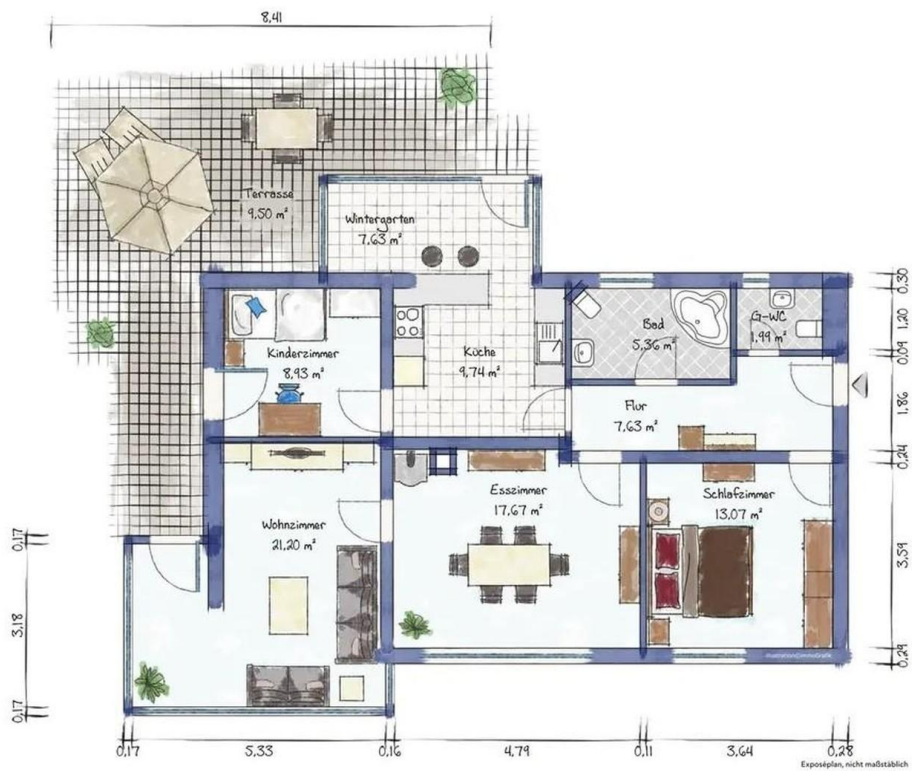 8,41
Terrasse
9,50 m²
Wintergarten
7,63 m²
Kinderzimmer
8,93 m²
Küche
9,74 m²
Bad
5,36 m²
G-WC
1,99 m²
Flur
7,63 m²
Wohnzimmer
21,20 m²
Esszimmer
17,67 m²
Schlafzimmer
13,07 m²
0,30
1,20
0,09
1,86
0,24
3,59
0,29
0,17
3,18
0,17
0,17
5,33
0,16
4,79
0,11
3,64
0,28
Exposéplan, nicht maßstäblich